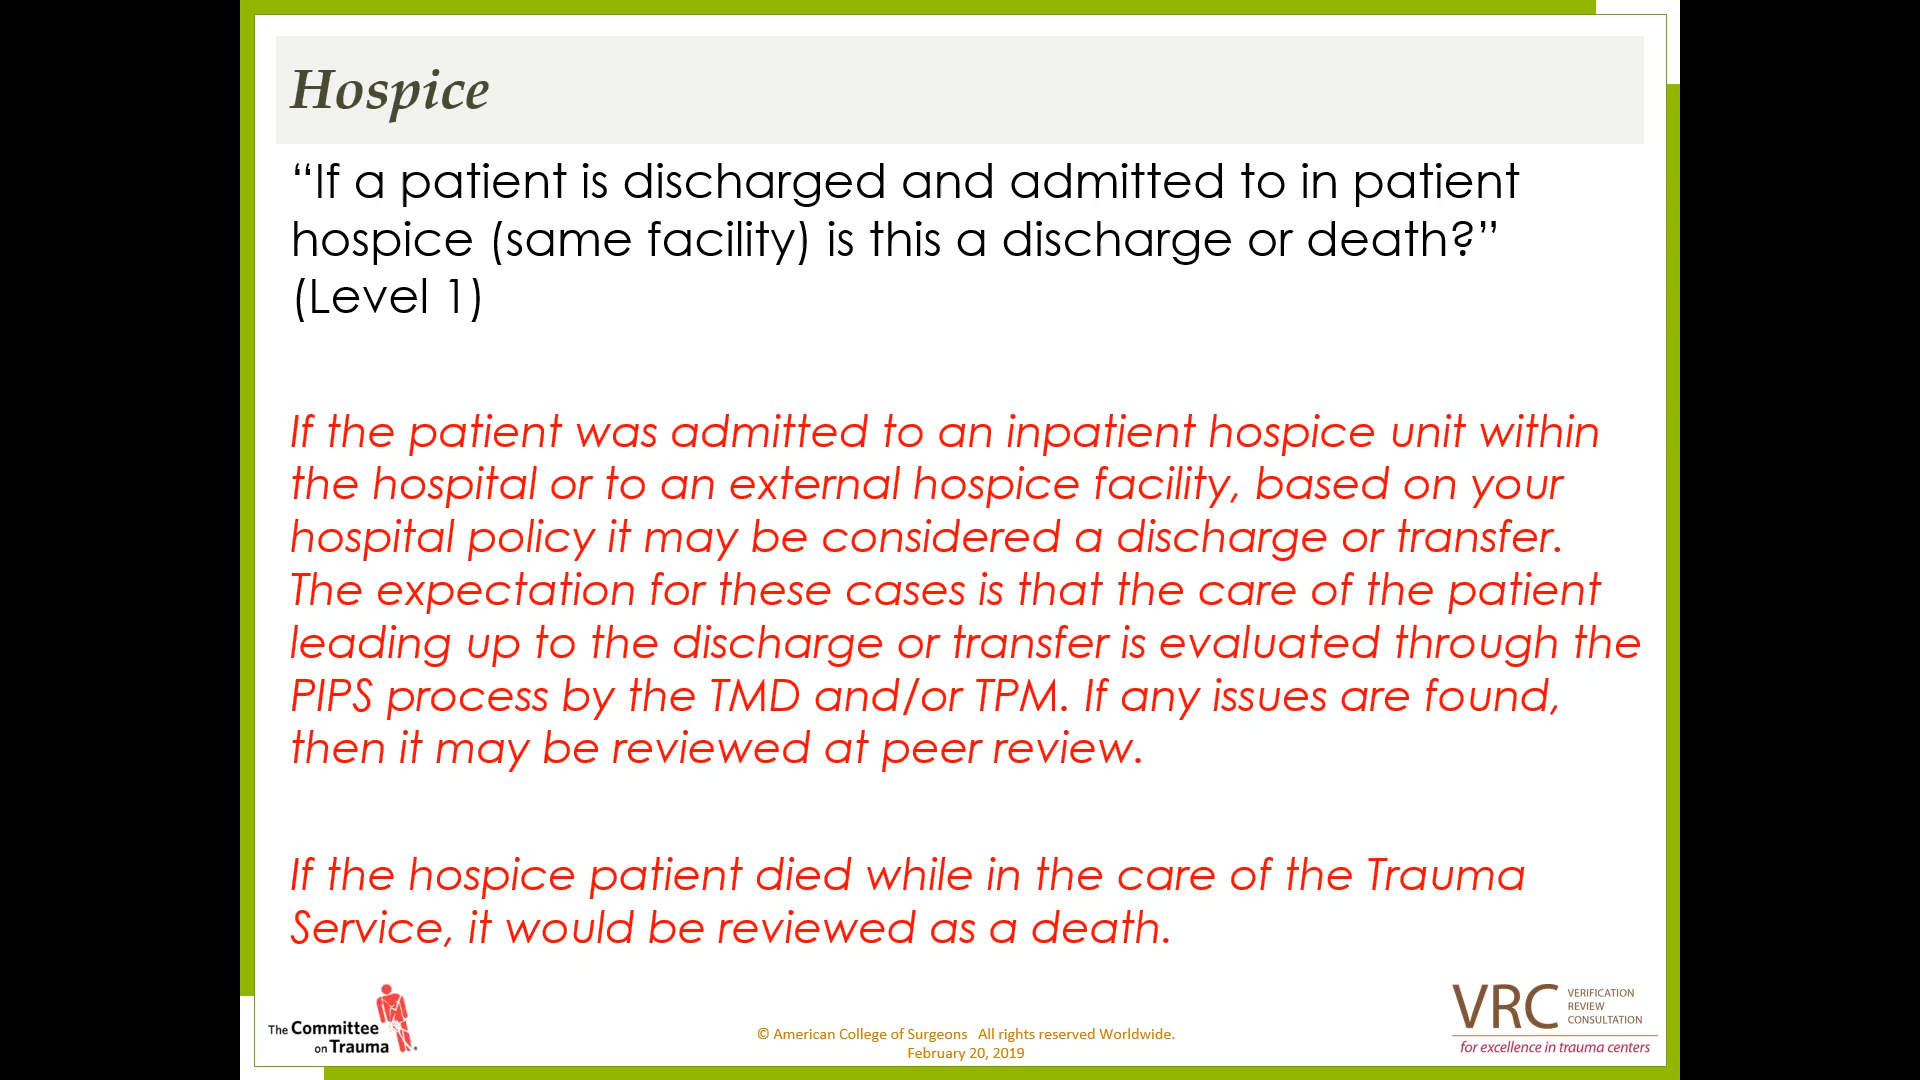 Hospice
“If a patient is discharged and admitted to in patient
hospice (same facility) is this a discharge or death?”
(Level 1)
If the patient was admitted to an inpatient hospice unit within
the hospital or to an external hospice facility, based on your
hospital policy it may be considered a discharge or transfer.
The expectation for these cases is that the care of the patient
leading up to the discharge or transfer is evaluated through the
PIPS process by the TMD and/or TPM. If any issues are found,
then it may be reviewed at peer review.
If the hospice patient died while in the care of the Trauma
Service, it would be reviewed as a death.
The Committee
on Trauma
© American College of Surgeons All rights reserved Worldwide.
February 20, 2019
VRC
VERIFICATION
REVIEW
CONSULTATION
for excellence in trauma centers